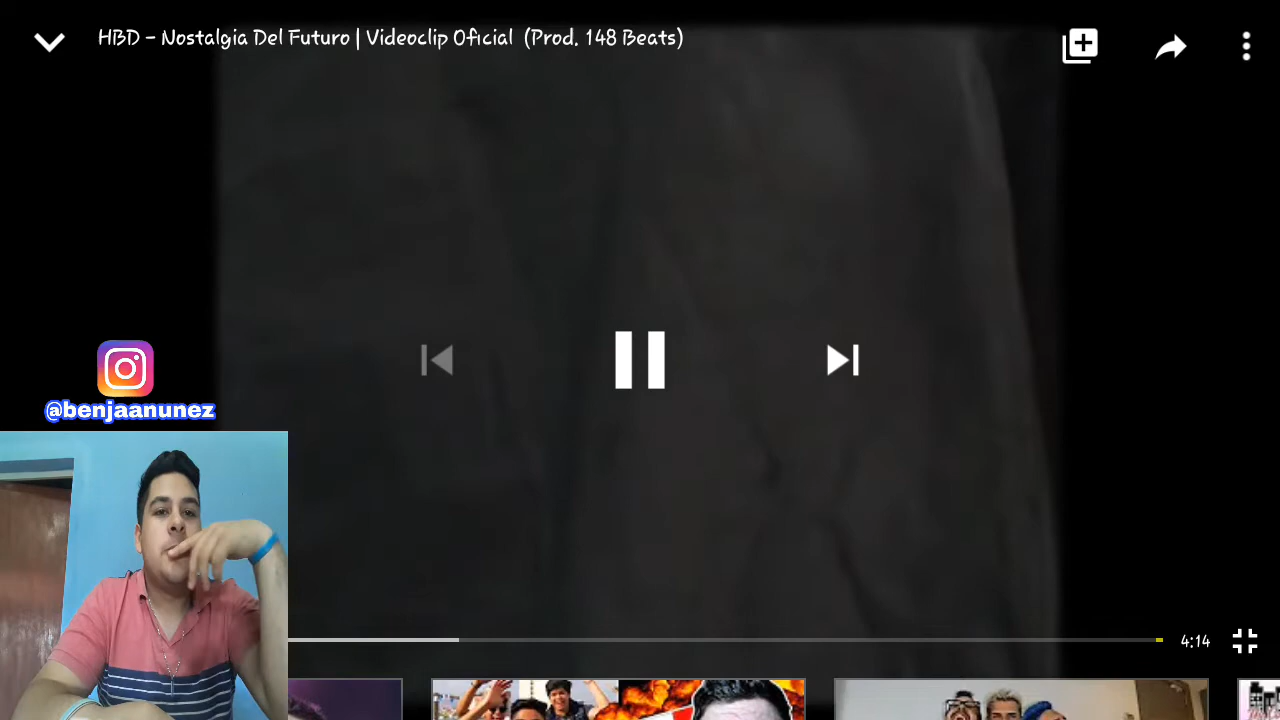 HBD - Nostalgia Del Futuro | Videoclip Oficial (Prod. 148 Beats)
@benjaanunez
4:14